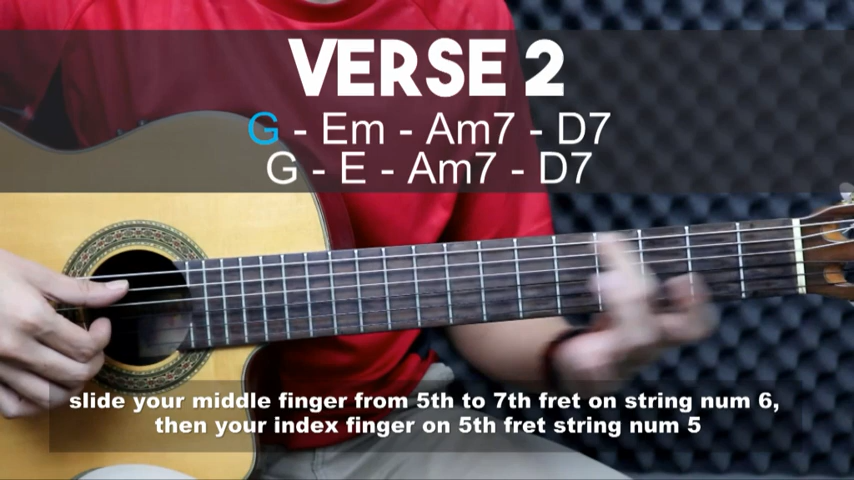 VERSE 2
G - Em - Am7 - D7
G - E - Am7 - D7
slide your middle finger from 5th to 7th fret on string num 6,
then your index finger on 5th fret string num 5